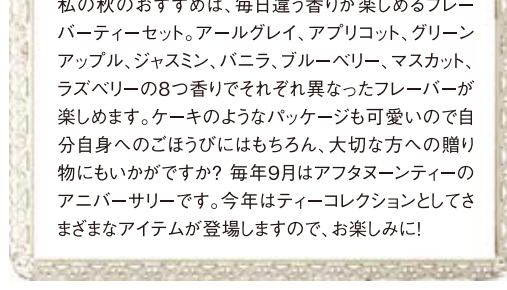 私の秋のおすすめは、毎日違う香りが楽しめるフレー
バーティーセット。アールグレイ、アプリコット、グリーン
アップル、ジャスミン、バニラ、ブルーベリー、マスカット、
ラズベリーの8つ香りでそれぞれ異なったフレーバーが
楽しめます。ケーキのようなパッケージも可愛いので自
分自身へのごほうびにはもちろん、大切な方への贈り
物にもいかがですか? 毎年9月はアフタヌーンティーの
アニバーサリーです。今年はティーコレクションとしてさ
まざまなアイテムが登場しますので、お楽しみに!